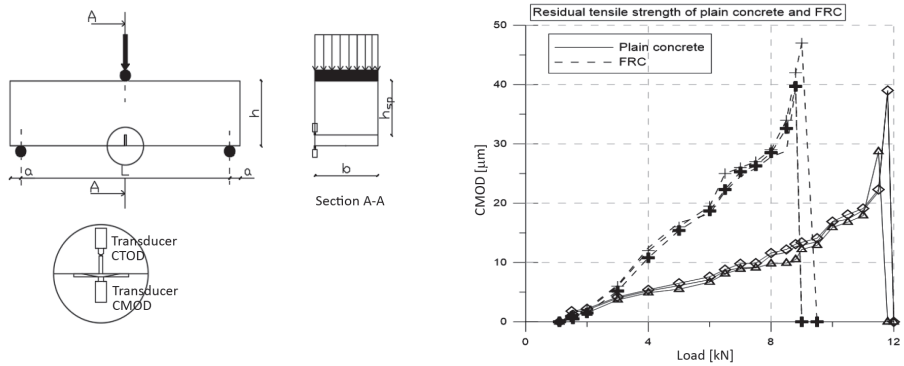 A
h
a
L
a
A
h_sp
b
Section A-A
Transducer
CTOD
Transducer
CMOD
Residual tensile strength of plain concrete and FRC
Plain concrete
FRC
50
40
30
20
10
0
CMOD [µm]
0
4
8
12
Load [kN]